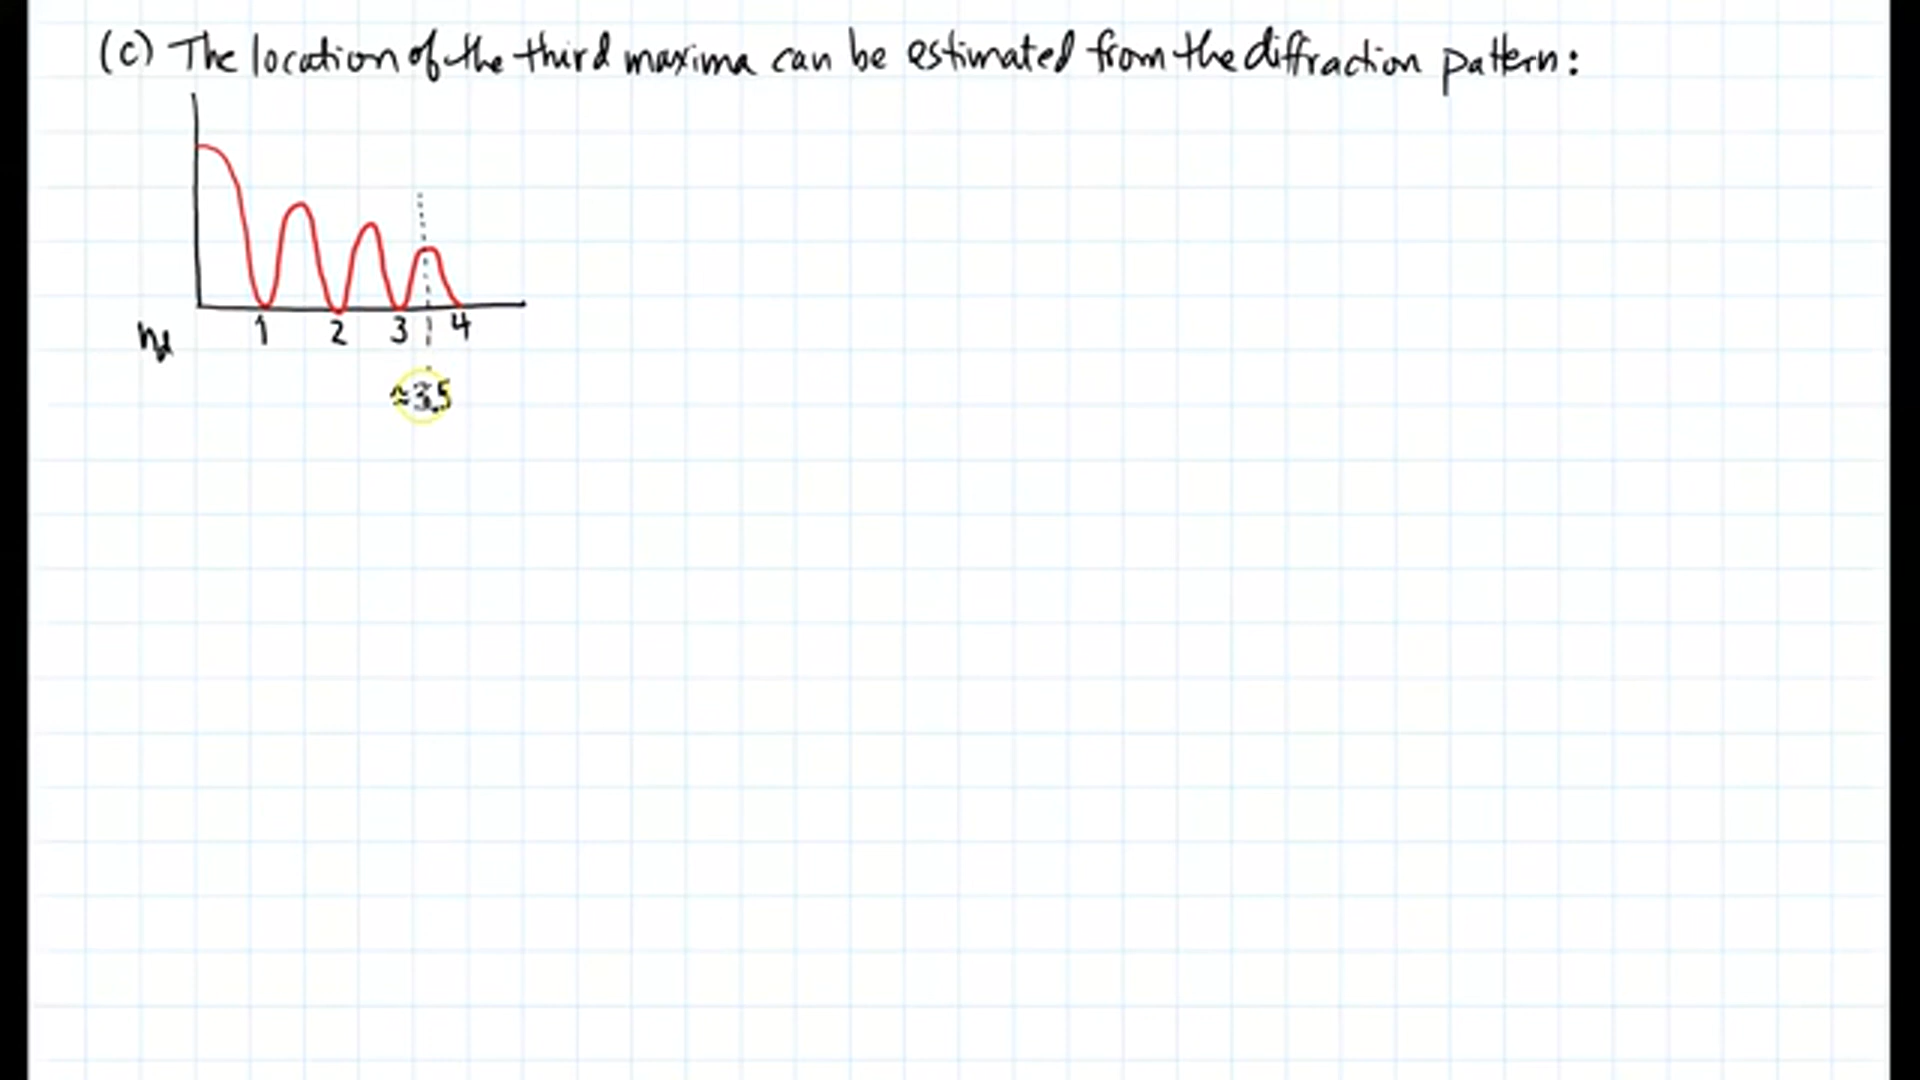 (c) The location of the third maxima can be estimated from the diffraction pattern:
1 2 3 4
≈3.5